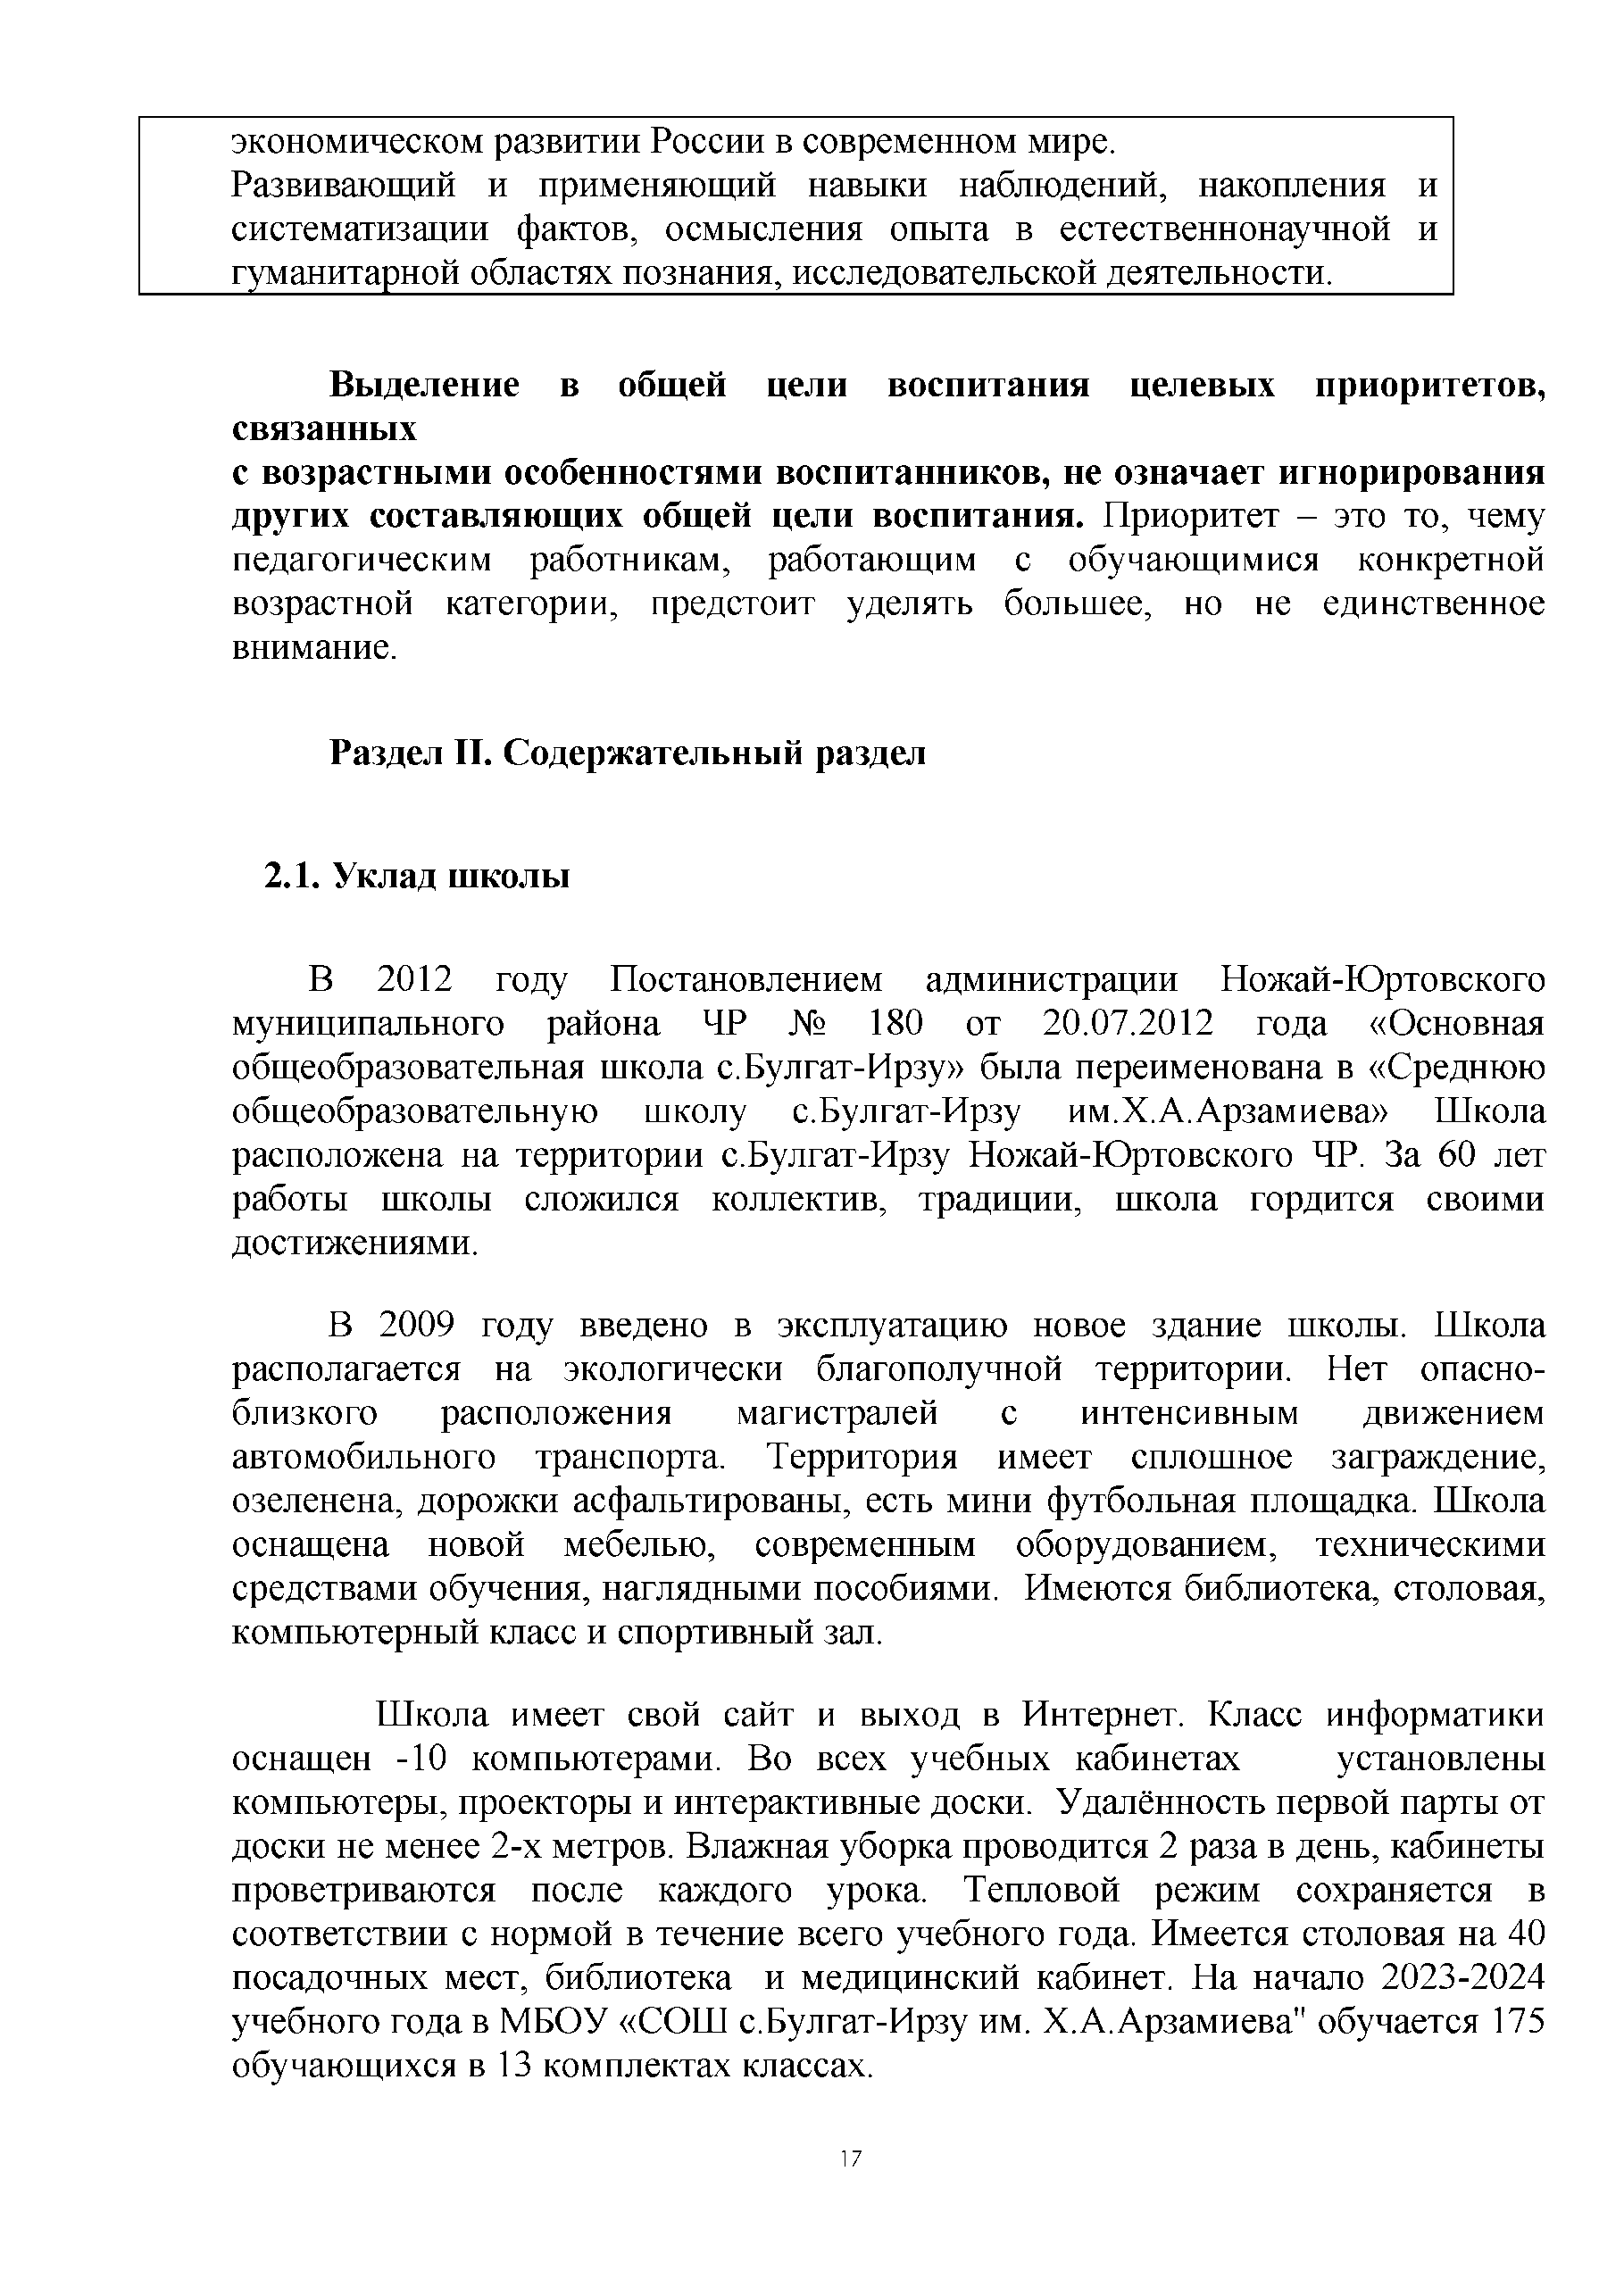 экономическом развитии России в современном мире.
Развивающий и применяющий навыки наблюдений, накопления и
систематизации фактов, осмысления опыта в естественнонаучной и
гуманитарной областях познания, исследовательской деятельности.
Выделение в общей цели воспитания целевых приоритетов,
связанных
с возрастными особенностями воспитанников, не означает игнорирования
других составляющих общей цели воспитания. Приоритет – это то, чему
педагогическим работникам, работающим с обучающимися конкретной
возрастной категории, предстоит уделять большее, но не единственное
внимание.
Раздел II. Содержательный раздел
2.1. Уклад школы
В 2012 году Постановлением администрации Ножай-Юртовского
муниципального района ЧР № 180 от 20.07.2012 года «Основная
общеобразовательная школа с.Булгат-Ирзу» была переименована в «Среднюю
общеобразовательную школу с.Булгат-Ирзу им.Х.А.Арзамиева» Школа
расположена на территории с.Булгат-Ирзу Ножай-Юртовского ЧР. За 60 лет
работы школы сложился коллектив, традиции, школа гордится своими
достижениями.
В 2009 году введено в эксплуатацию новое здание школы. Школа
располагается на экологически благополучной территории. Нет опасно-
близкого расположения магистралей с интенсивным движением
автомобильного транспорта. Территория имеет сплошное заграждение,
озеленена, дорожки асфальтированы, есть мини футбольная площадка. Школа
оснащена новой мебелью, современным оборудованием, техническими
средствами обучения, наглядными пособиями. Имеются библиотека, столовая,
компьютерный класс и спортивный зал.
Школа имеет свой сайт и выход в Интернет. Класс информатики
оснащен -10 компьютерами. Во всех учебных кабинетах установлены
компьютеры, проекторы и интерактивные доски. Удалённость первой парты от
доски не менее 2-х метров. Влажная уборка проводится 2 раза в день, кабинеты
проветриваются после каждого урока. Тепловой режим сохраняется в
соответствии с нормой в течение всего учебного года. Имеется столовая на 40
посадочных мест, библиотека и медицинский кабинет. На начало 2023-2024
учебного года в МБОУ «СОШ с.Булгат-Ирзу им. Х.А.Арзамиева" обучается 175
обучающихся в 13 комплектах классах.
17